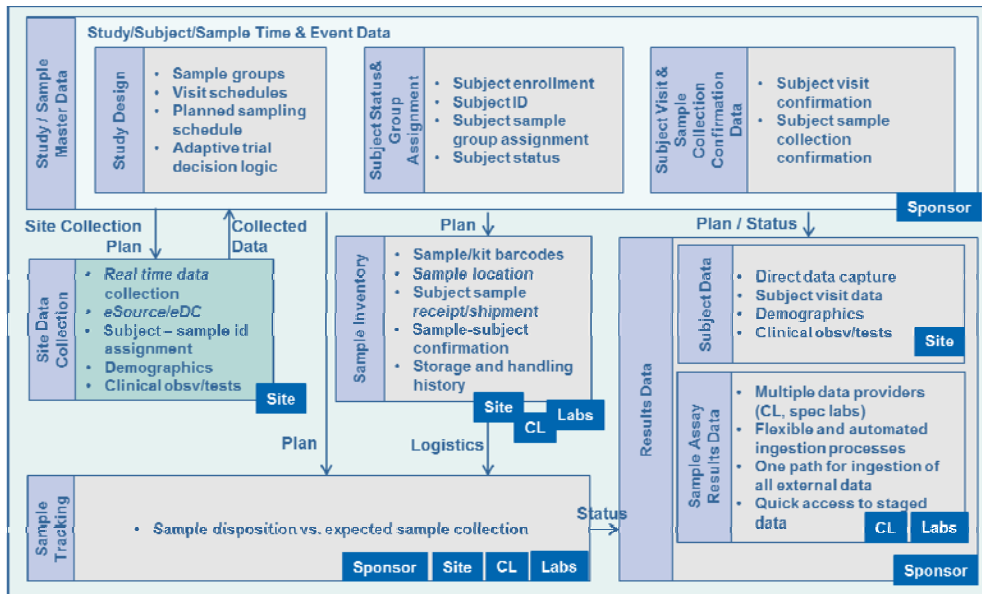 Study/Subject/Sample Time & Event Data
Study / Sample
Master Data
Study Design
• Sample groups
• Visit schedules
• Planned sampling
schedule
• Adaptive trial
decision logic
Subject Status&
Group
Assignment
• Subject enrollment
• Subject ID
• Subject sample
group assignment
• Subject status
Subject Visit &
Sample
Collection
Confirmation
Data
• Subject visit
confirmation
• Subject sample
collection
confirmation
Sponsor
Site Collection
Plan
Collected
Data
Plan
Plan / Status
Site Data
Collection
• Real time data
collection
• eSource/eDC
• Subject – sample id
assignment
• Demographics
• Clinical obsv/tests
Site
Sample Inventory
• Sample/kit barcodes
• Sample location
• Subject sample
receipt/shipment
• Sample-subject
confirmation
• Storage and handling
history
Site
CL
Labs
Results Data
Subject Data
• Direct data capture
• Subject visit data
• Demographics
• Clinical obsv/tests
Site
Sample Assay
Results Data
• Multiple data providers
(CL, spec labs)
• Flexible and automated
ingestion processes
• One path for ingestion of
all external data
• Quick access to staged
data
CL
Labs
Sponsor
Plan
Logistics
Sample
Tracking
• Sample disposition vs. expected sample collection
Status
Sponsor
Site
CL
Labs